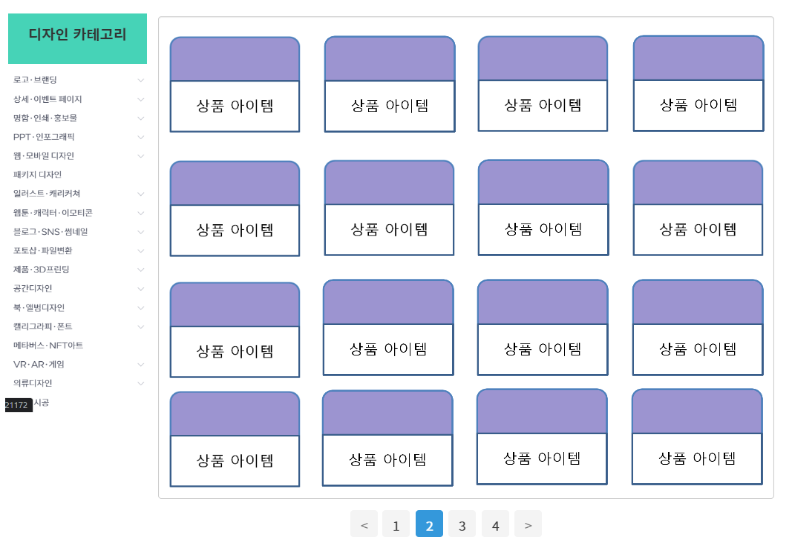 디자인 카테고리
로고·브랜딩
상세·이벤트 페이지
명함·인쇄·홍보물
PPT·인포그래픽
웹·모바일 디자인
패키지 디자인
일러스트·캐리커쳐
웹툰·캐릭터·이모티콘
블로그·SNS·썸네일
포토샵·파일변환
제품·3D프린팅
공간디자인
북·앨범디자인
캘리그라피·폰트
메타버스·NFT아트
VR·AR·게임
의류디자인
21172 시공
상품 아이템 상품 아이템 상품 아이템 상품 아이템
상품 아이템 상품 아이템 상품 아이템 상품 아이템
상품 아이템 상품 아이템 상품 아이템 상품 아이템
상품 아이템 상품 아이템 상품 아이템 상품 아이템
< 1 2 3 4 >